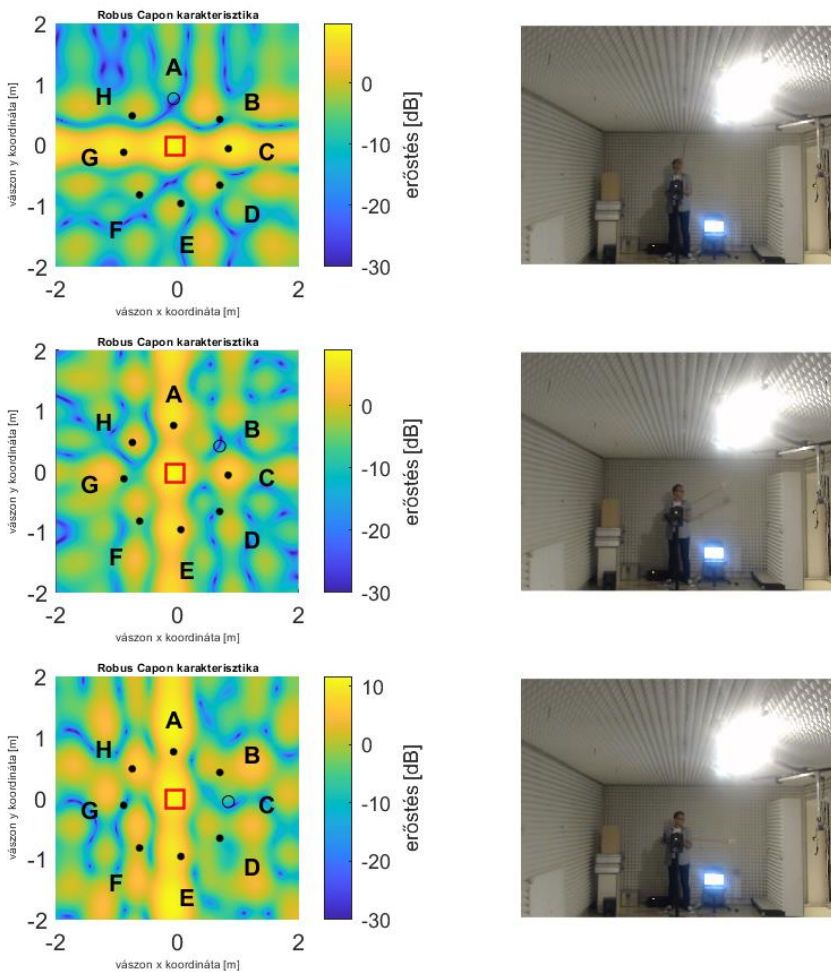 Robus Capon karakterisztika
2
1
0
-1
-2
vászon y koordináta [m]
A
H
B
G
C
F
D
E
-2
0
2
vászon x koordináta [m]
0
-10
-20
-30
erőstés [dB]
Robus Capon karakterisztika
2
1
0
-1
-2
vászon y koordináta [m]
A
H
B
G
C
F
D
E
-2
0
2
vászon x koordináta [m]
0
-10
-20
-30
erőstés [dB]
Robus Capon karakterisztika
2
1
0
-1
-2
vászon y koordináta [m]
A
H
B
G
C
F
D
E
-2
0
2
vászon x koordináta [m]
10
0
-10
-20
-30
erőstés [dB]